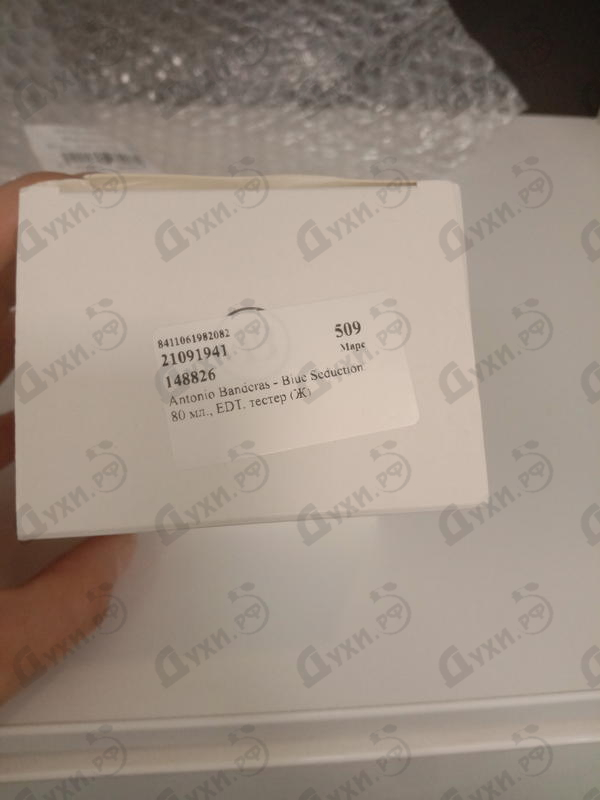 8411061982082
21091941
509
Маре
148826
Antonio Banderas - Blue Seduction
80 мл., EDT. тестер (Ж)
Духи.рф